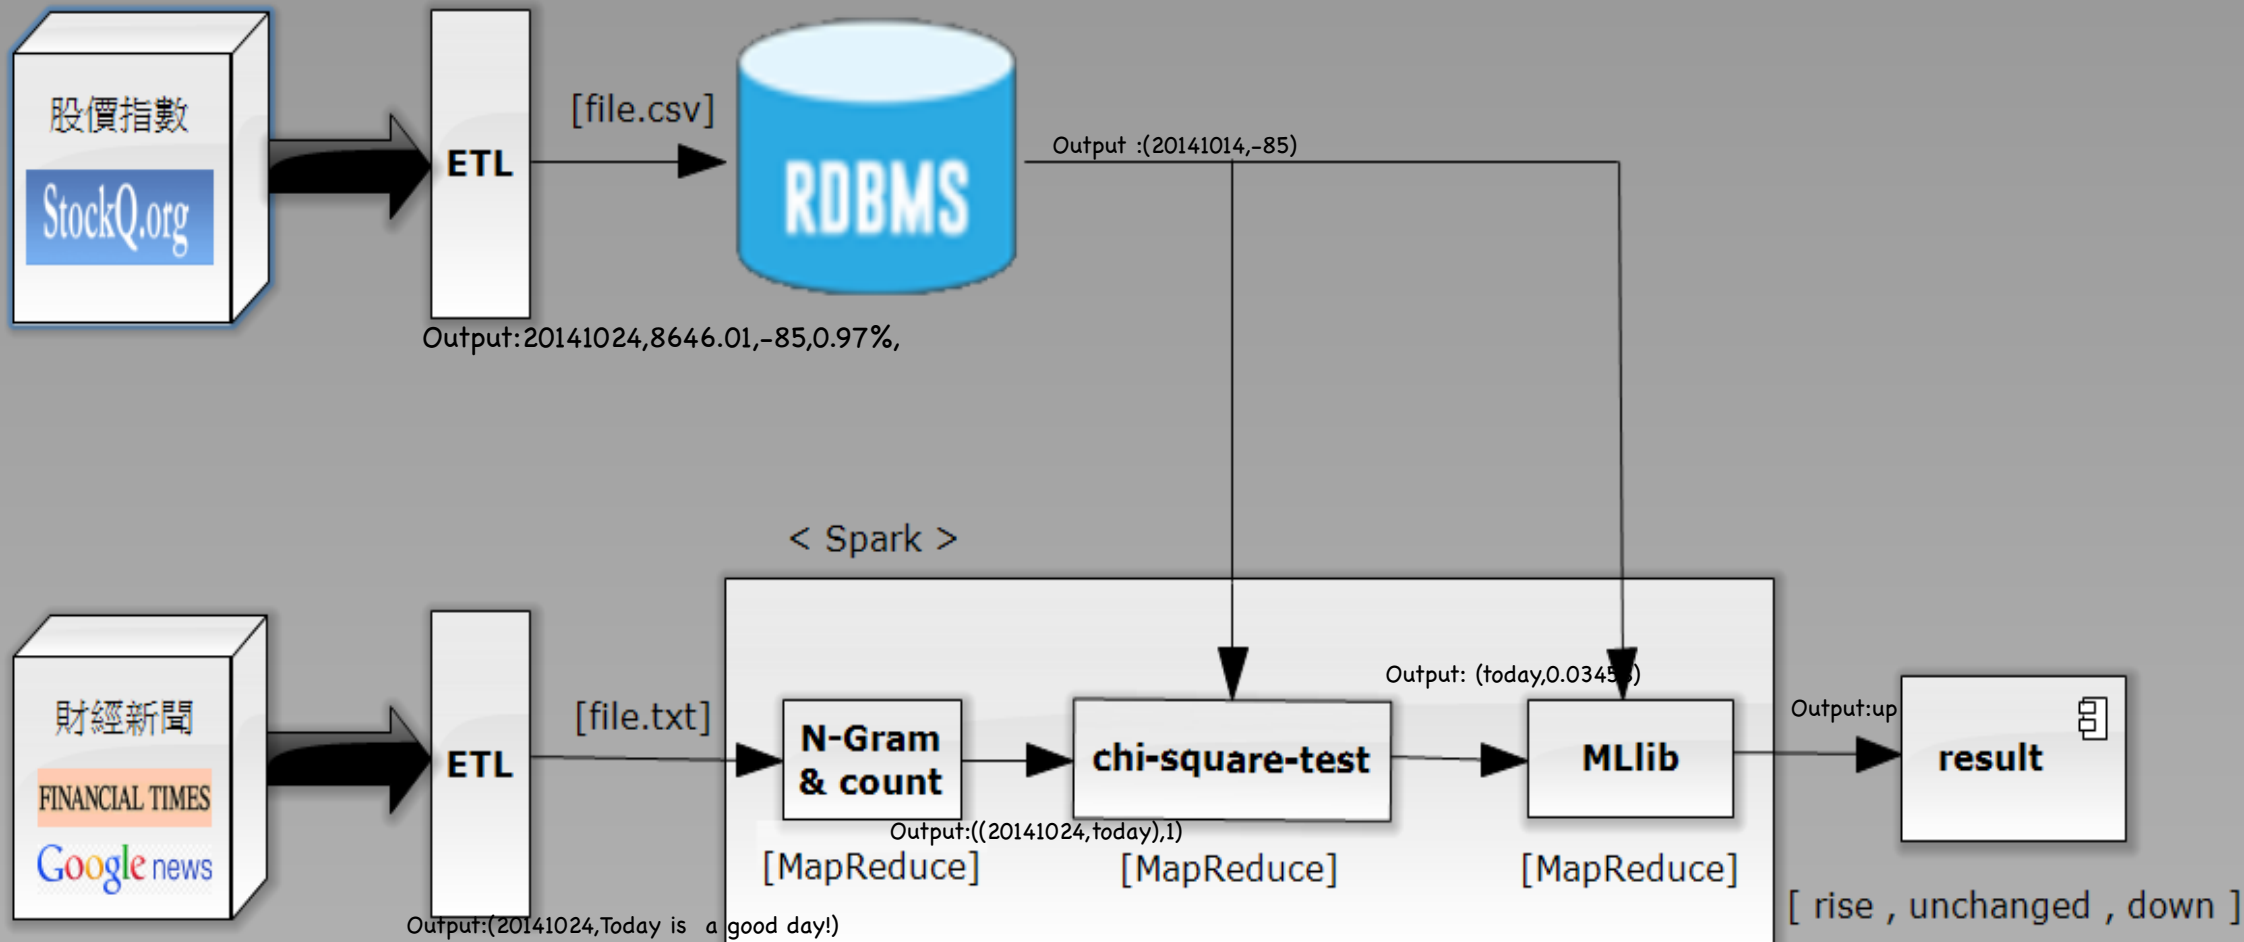 股價指數
StockQ.org
ETL
[file.csv]
RDBMS
Output :(20141014,-85)
Output:20141024,8646.01,-85,0.97%,
< Spark >
財經新聞
FINANCIAL TIMES
Google news
ETL
[file.txt]
N-Gram
& count
Output:((20141024,today),1)
[MapReduce]
chi-square-test
[MapReduce]
Output: (today,0.0345
MLlib
[MapReduce]
Output:up
result
[ rise , unchanged , down ]
Output:(20141024,Today is  a good day!)